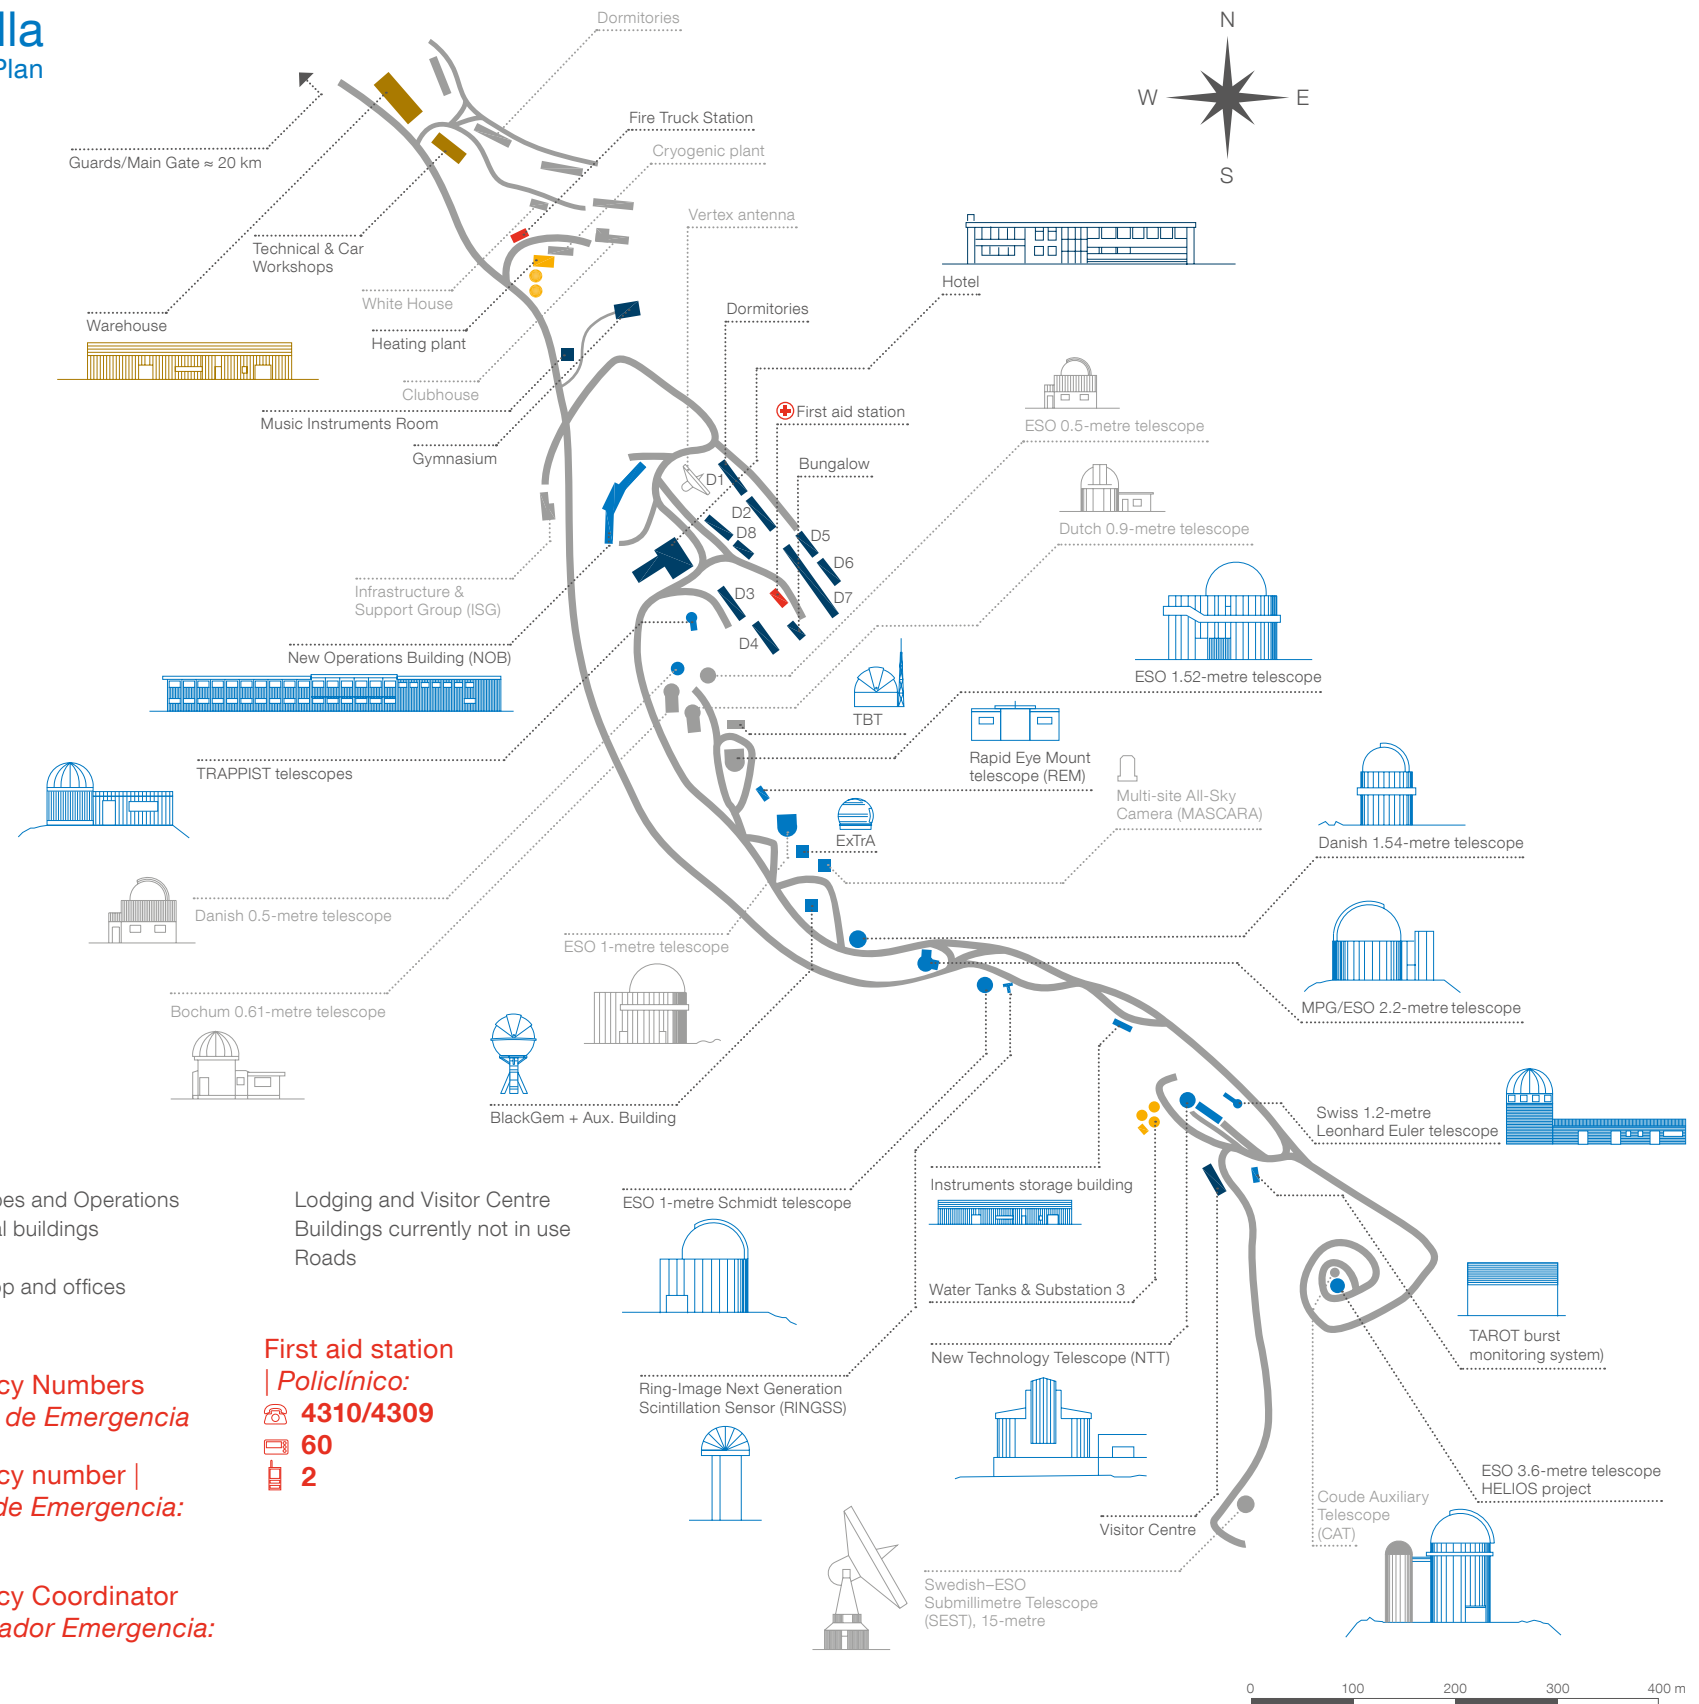 lla
Plan
Dormitories
N
W
E
S
Fire Truck Station
Cryogenic plant
Guards/Main Gate ≈ 20 km
Vertex antenna
Technical & Car
Workshops
White House
Hotel
Warehouse
Heating plant
Dormitories
Clubhouse
First aid station
Music Instruments Room
Gymnasium
ESO 0.5-metre telescope
Bungalow
D1
D2
D8
D5
D6
D7
D3
D4
Dutch 0.9-metre telescope
Infrastructure &
Support Group (ISG)
New Operations Building (NOB)
ESO 1.52-metre telescope
TBT
Rapid Eye Mount
telescope (REM)
TRAPPIST telescopes
Multi-site All-Sky
Camera (MASCARA)
ExTrA
Danish 1.54-metre telescope
Danish 0.5-metre telescope
ESO 1-metre telescope
Bochum 0.61-metre telescope
MPG/ESO 2.2-metre telescope
BlackGem + Aux. Building
Swiss 1.2-metre
Leonhard Euler telescope
Instruments storage building
ESO 1-metre Schmidt telescope
pes and Operations
al buildings
op and offices
Lodging and Visitor Centre
Buildings currently not in use
Roads
Water Tanks & Substation 3
TAROT burst
monitoring system)
New Technology Telescope (NTT)
Ring-Image Next Generation
Scintillation Sensor (RINGSS)
First aid station
| Policlínico:
4310/4309
60
2
cy Numbers
de Emergencia
cy number |
de Emergencia:
cy Coordinator
ador Emergencia:
ESO 3.6-metre telescope
HELIOS project
Coude Auxiliary
Telescope
(CAT)
Visitor Centre
Swedish–ESO
Submillimetre Telescope
(SEST), 15-metre
0 100 200 300 400 m